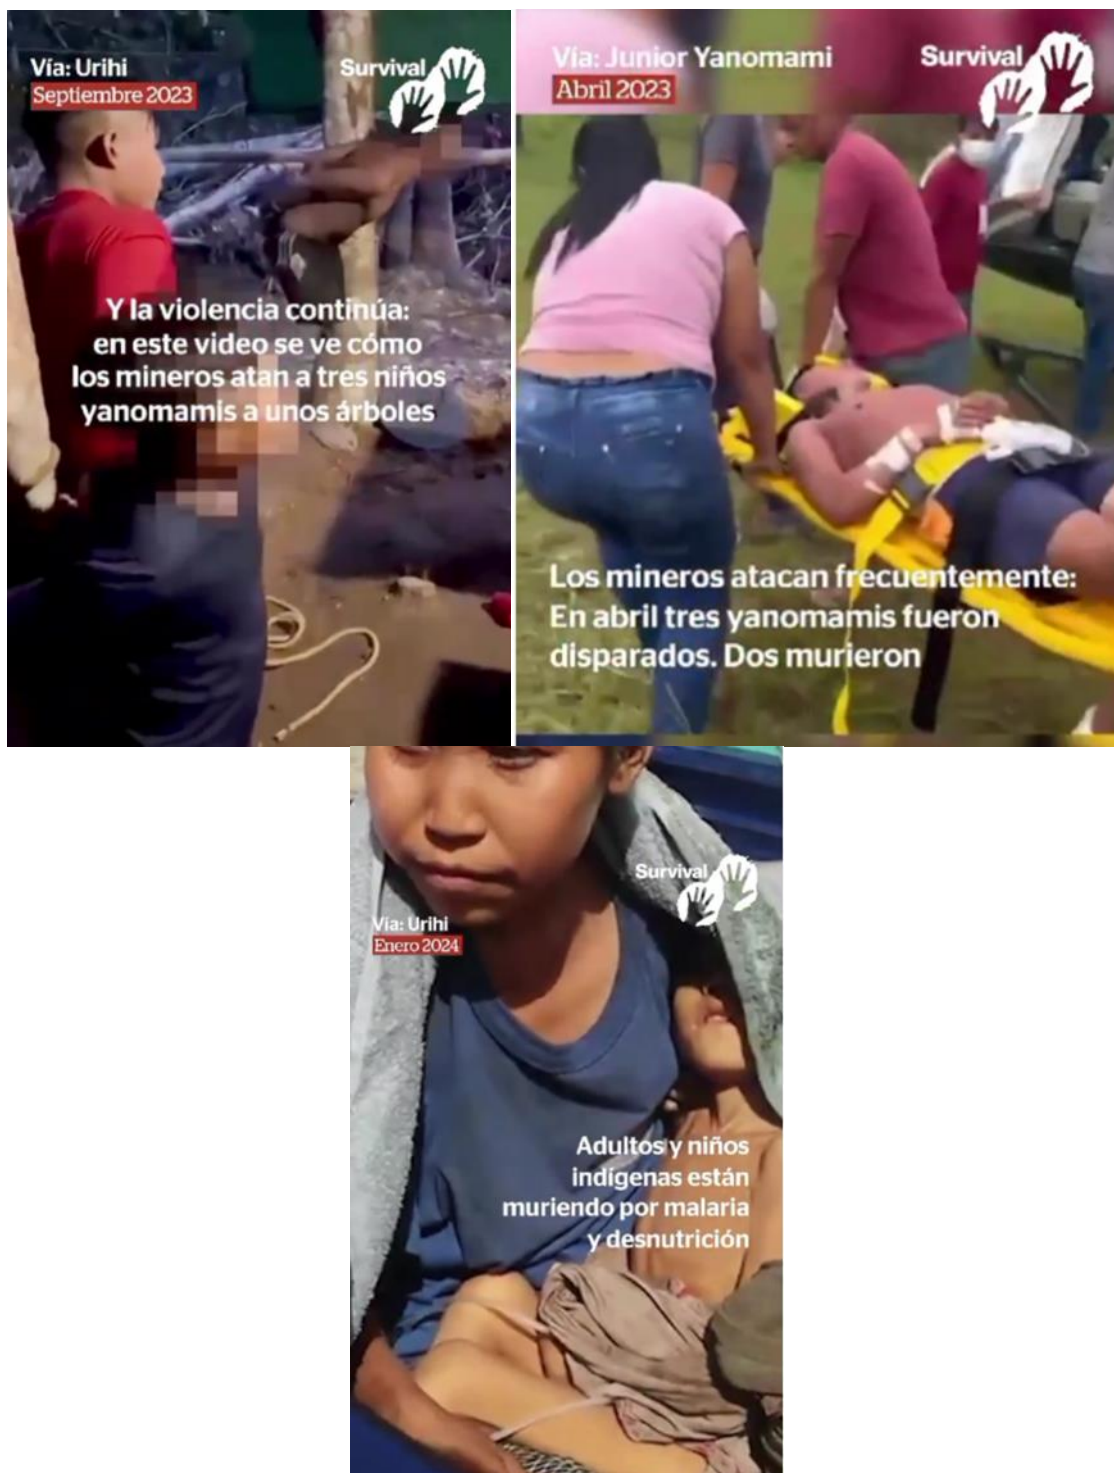 Vía: Urihi
Septiembre 2023
Survival
Y la violencia continúa:
en este video se ve cómo
los mineros atan a tres niños
yanomamis a unos árboles
Vía: Junior Yanomami
Abril 2023
Survival
Los mineros atacan frecuentemente:
En abril tres yanomamis fueron
disparados. Dos murieron
Survival
Vía: Urihi
Enero 2024
Adultos y niños
indígenas están
muriendo por malaria
y desnutrición